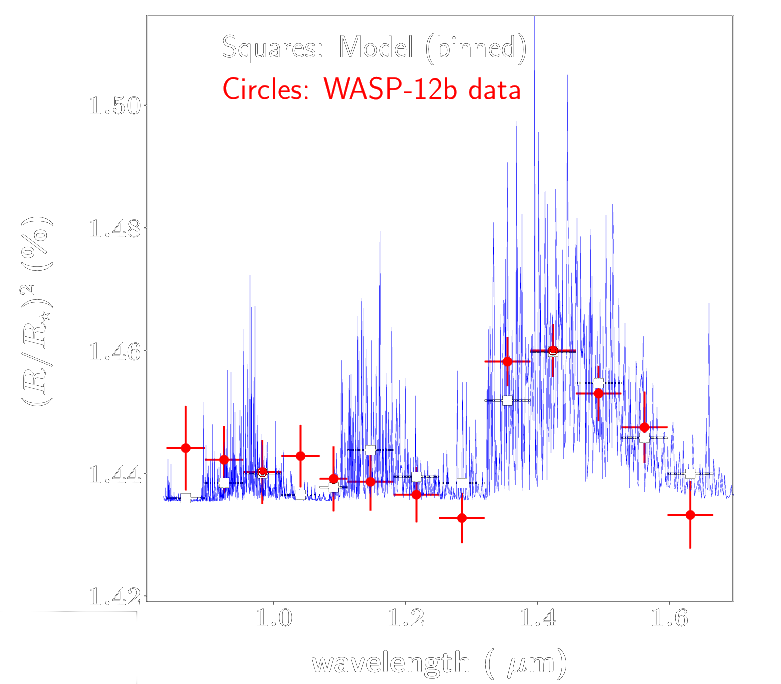 Squares: Model (binned)
Circles: WASP-12b data
1.50
1.48
1.46
1.44
1.42
(R/R*)² (%)
1.0 1.2 1.4 1.6
wavelength ( μm)